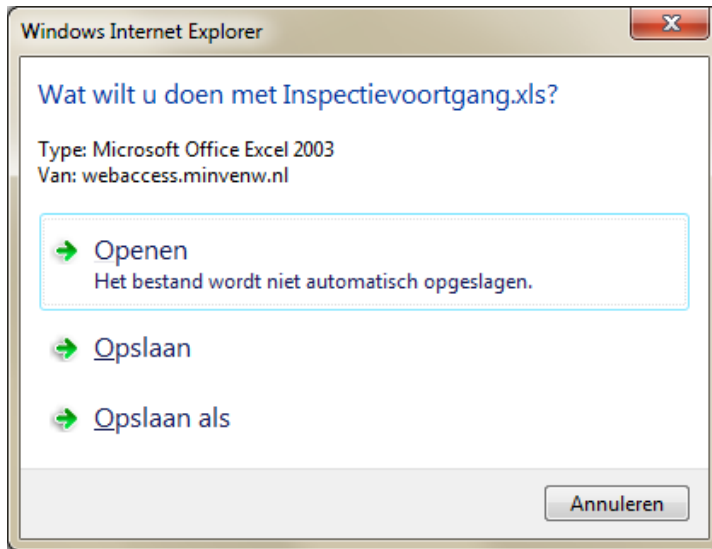 Windows Internet Explorer
Wat wilt u doen met Inspectievoortgang.xls?
Type: Microsoft Office Excel 2003
Van: webaccess.minvenw.nl
Openen
Het bestand wordt niet automatisch opgeslagen.
Opslaan
Opslaan als
Annuleren